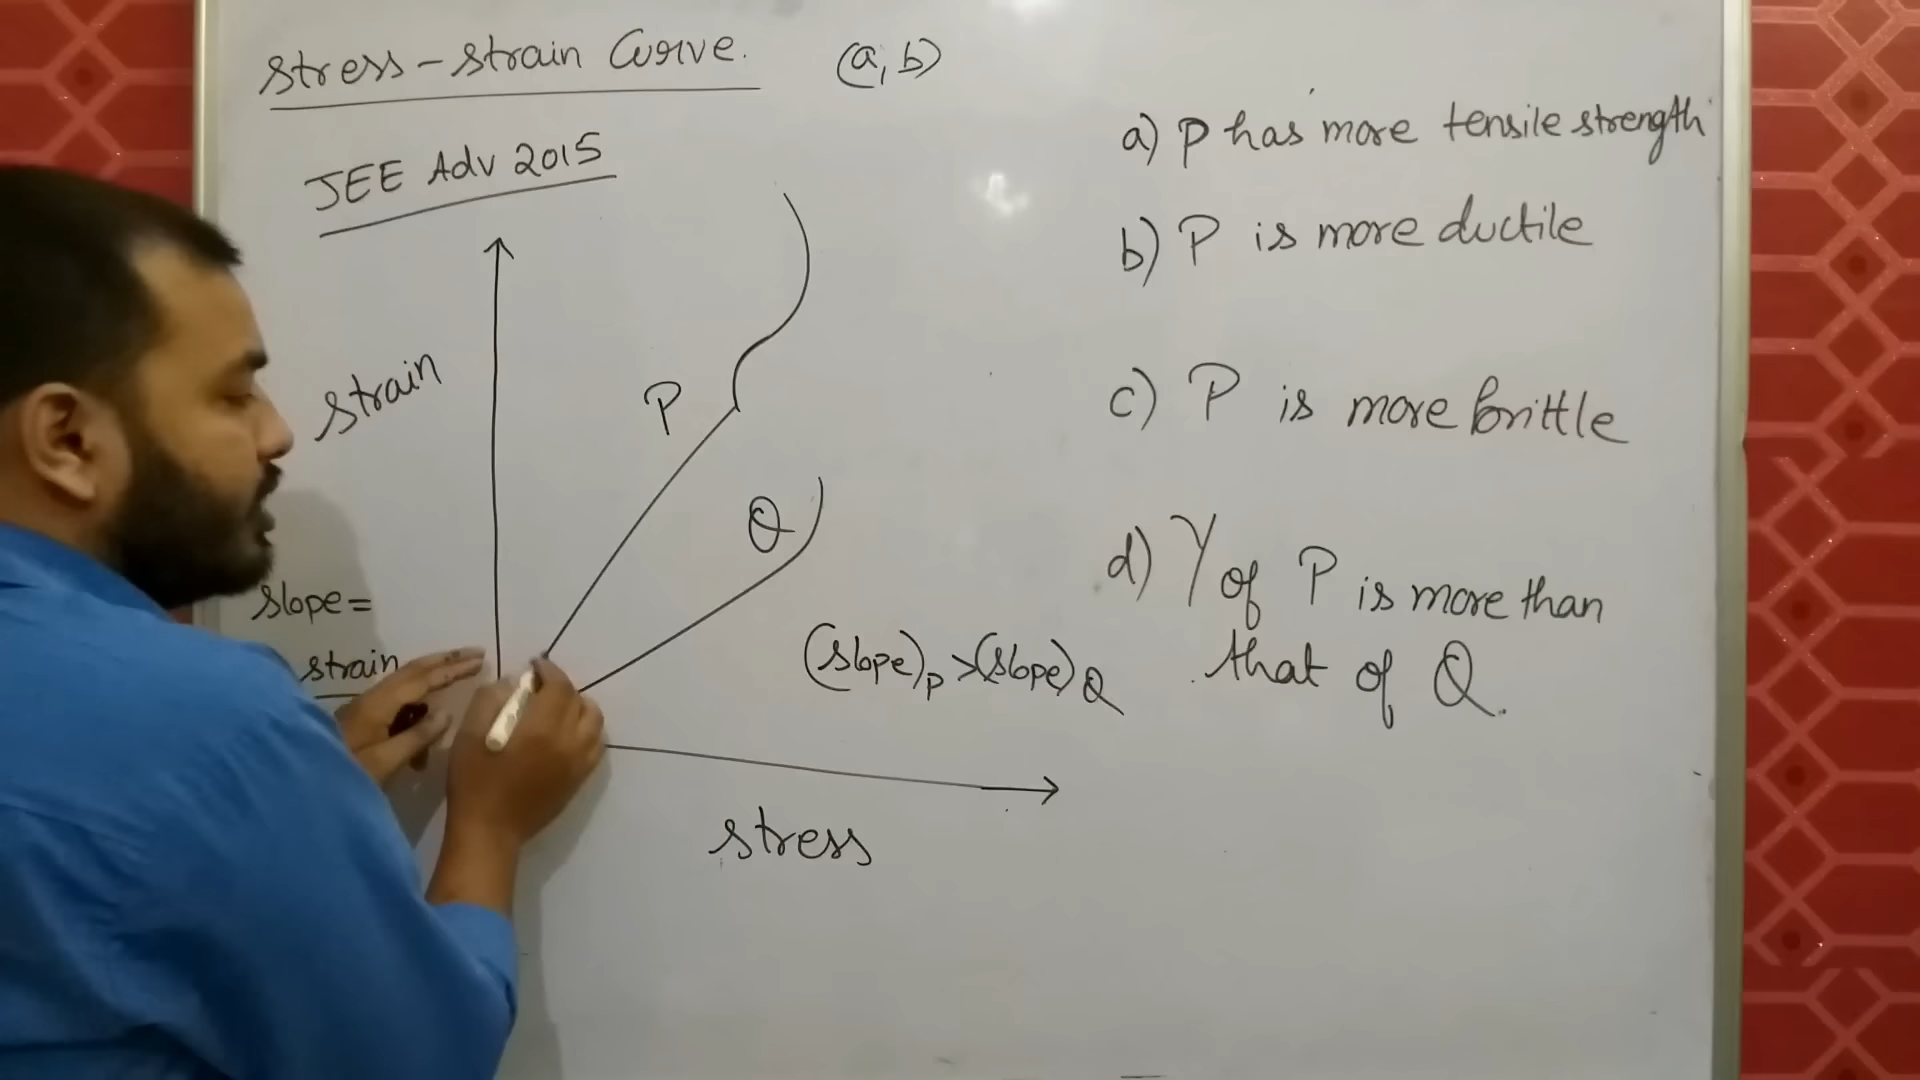 stress-strain Curve. (a, b)
JEE Adv 2015
strain
P
Q
slope=
strain
(slope)P >(slope)Q
stress
a) P has more tensile strength
b) P is more ductile
c) P is more brittle
d) Y of P is more than
that of Q.